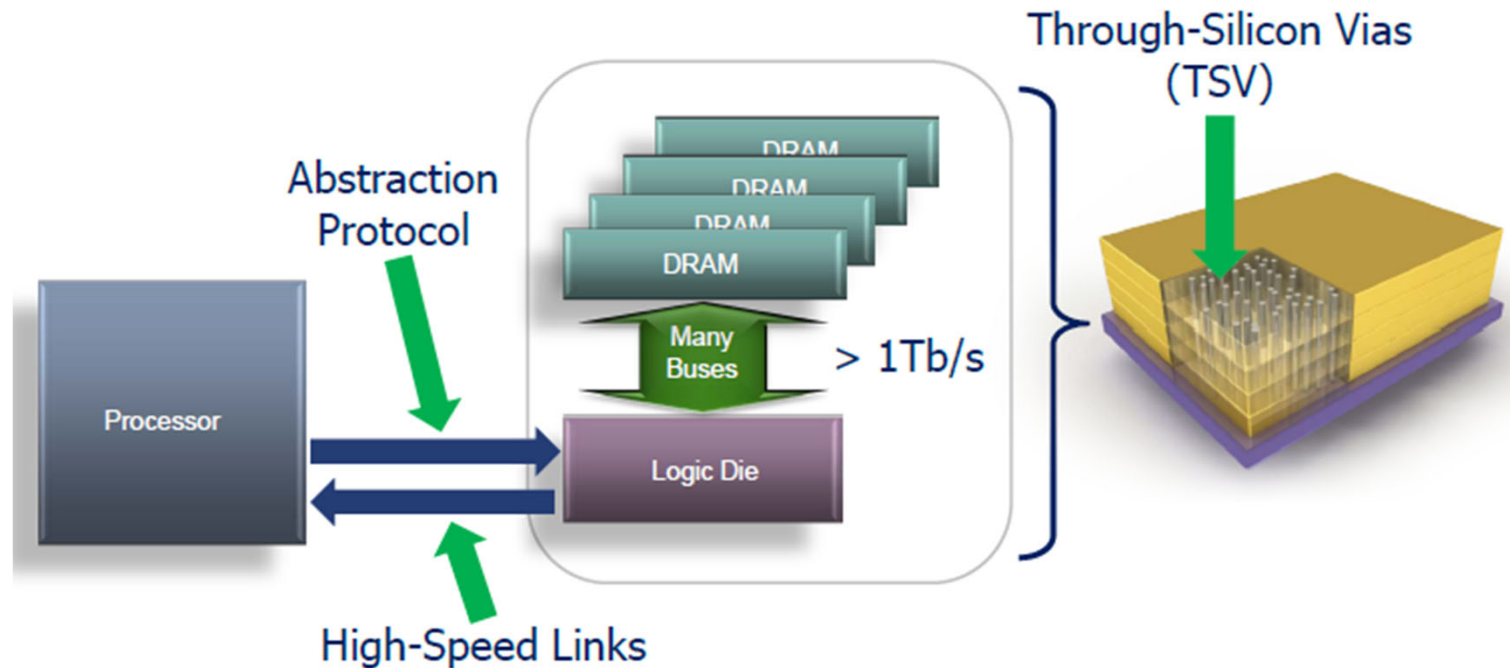 Through-Silicon Vias
(TSV)
Abstraction
Protocol
DRAM
DRAM
DRAM
DRAM
Many
Buses
> 1Tb/s
Processor
Logic Die
High-Speed Links